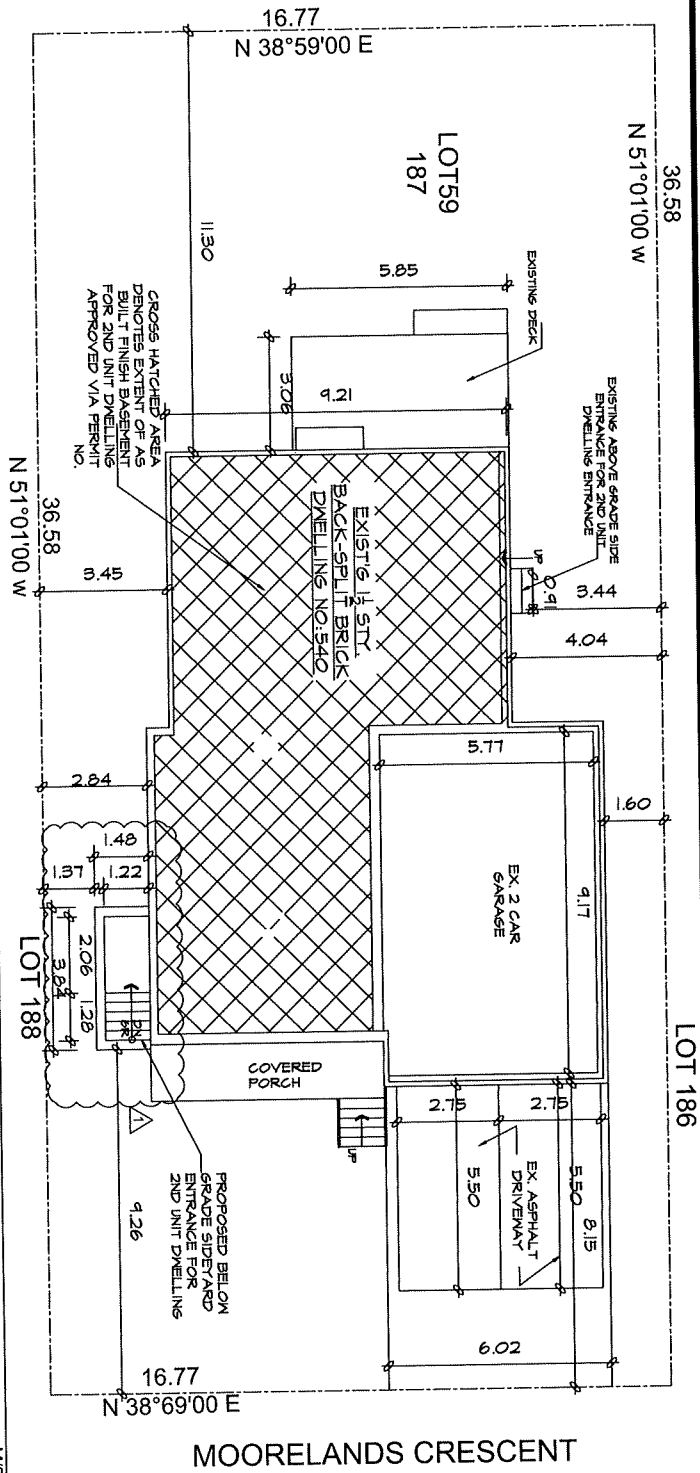 16.77
N 38°59'00 E
36.58
N 51°01'00 W
LOT59
187
11.30
5.85
EXISTING DECK
3.06
9.21
EXISTING ABOVE GRADE SIDE
ENTRANCE FOR 2ND UNIT
DWELLING ENTRANCE
CROSS HATCHED AREA
DENOTES EXTENT OF AS
BUILT FINISH BASEMENT
FOR 2ND UNIT DWELLING
APPROVED VIA PERMIT
NO.
EXIST'G 1½ STY
BACK-SPLIT BRICK
DWELLING NO:540
UP
0.91
3.44
4.04
36.58
N 51°01'00 W
3.45
2.84
5.77
1.60
EX. 2 CAR
GARAGE
9.17
1.48
1.37
1.22
2.06
1.28
3.84
LOT 188
DN
5R
LOT 186
COVERED
PORCH
UP
1
2.75
2.75
5.50
5.50
8.15
EX. ASPHALT
DRIVEWAY
PROPOSED BELOW
GRADE SIDEYARD
ENTRANCE FOR
2ND UNIT DWELLING
9.26
6.02
16.77
N 38°69'00 E
MOORELANDS CRESCENT